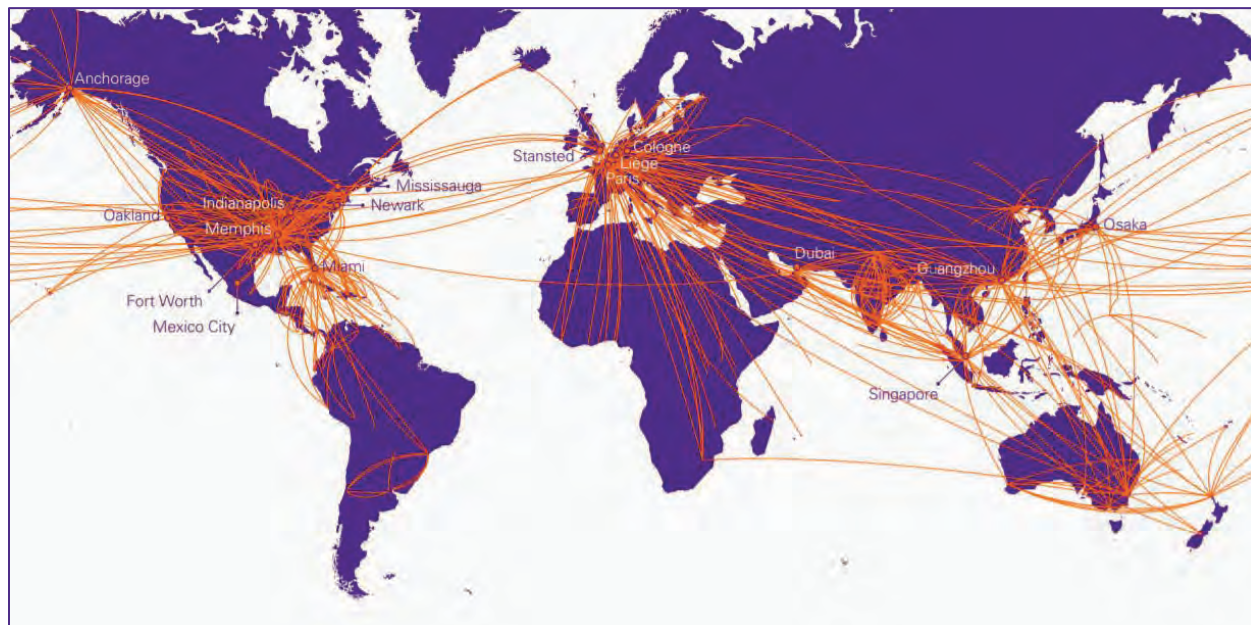 Anchorage
Stansted
Cologne
Liege
Paris
Mississauga
Indianapolis
Newark
Oakland
Memphis
Osaka
Dubai
Guangzhou
Miami
Fort Worth
Mexico City
Singapore